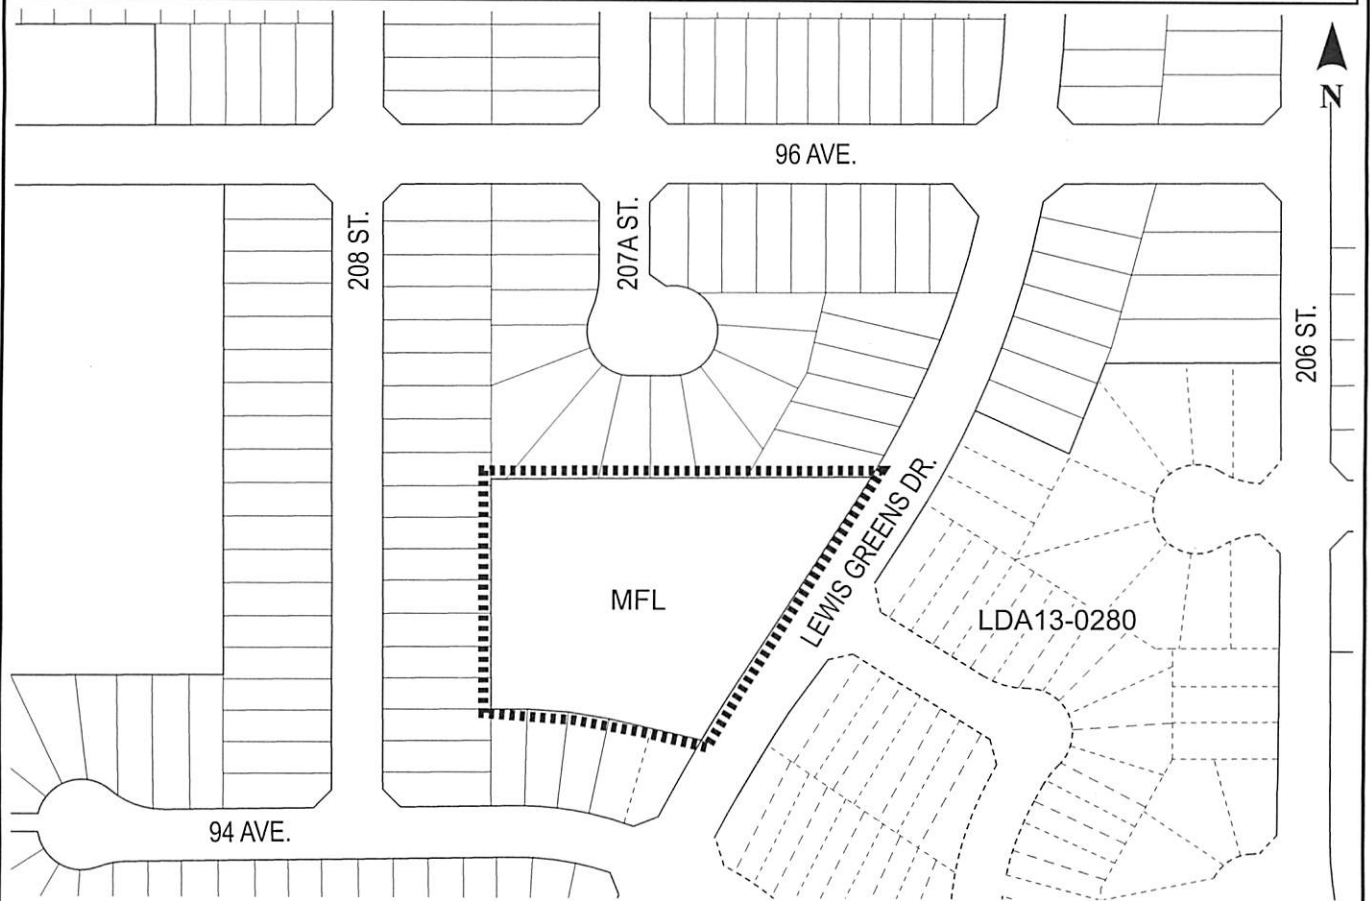 N
96 AVE.
208 ST.
207A ST.
206 ST.
LEWIS GREENS DR.
MFL
LDA13-0280
94 AVE.